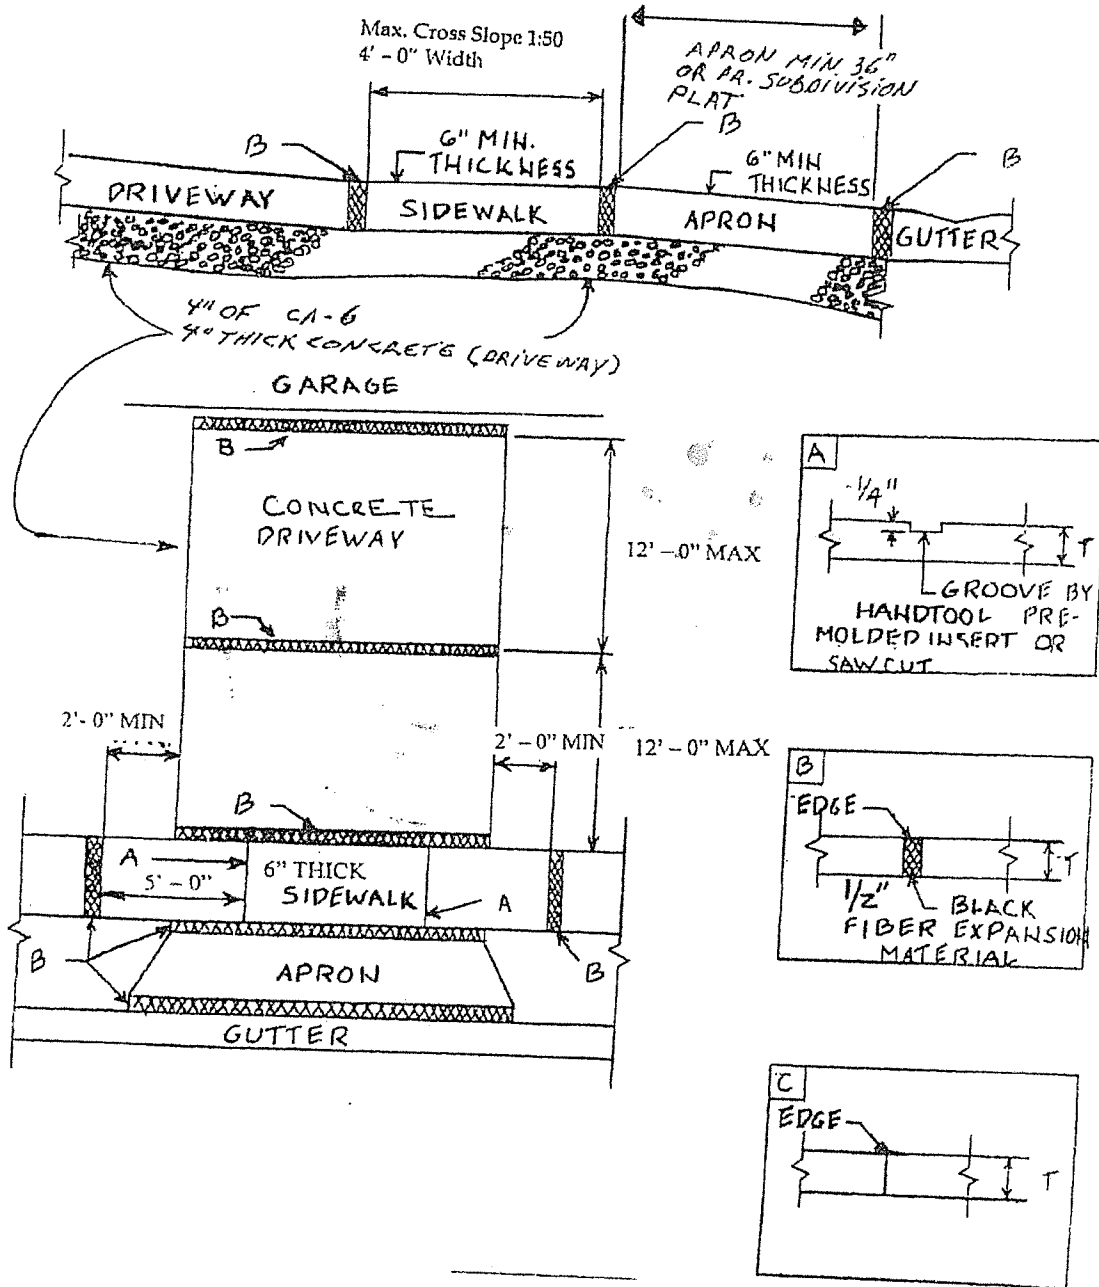 Max. Cross Slope 1:50
4' - 0" Width
APRON MIN 36"
OR PA. SUBDIVISION
PLAT
B
B
B
6" MIN.
THICKNESS
6" MIN
THICKNESS
DRIVEWAY
SIDEWALK
APRON
GUTTER
4" OF CA-6
4" THICK CONCRETE (DRIVEWAY)
GARAGE
B
CONCRETE
DRIVEWAY
12' - 0" MAX
B
2' - 0" MIN
2' - 0" MIN
12' - 0" MAX
B
A
5' - 0"
6" THICK
SIDEWALK
A
B
B
APRON
GUTTER
A
1/4"
T
GROOVE BY
HANDTOOL PRE-
MOLDED INSERT OR
SAWCUT
B
EDGE
T
1/2" BLACK
FIBER EXPANSION
MATERIAL
C
EDGE
T